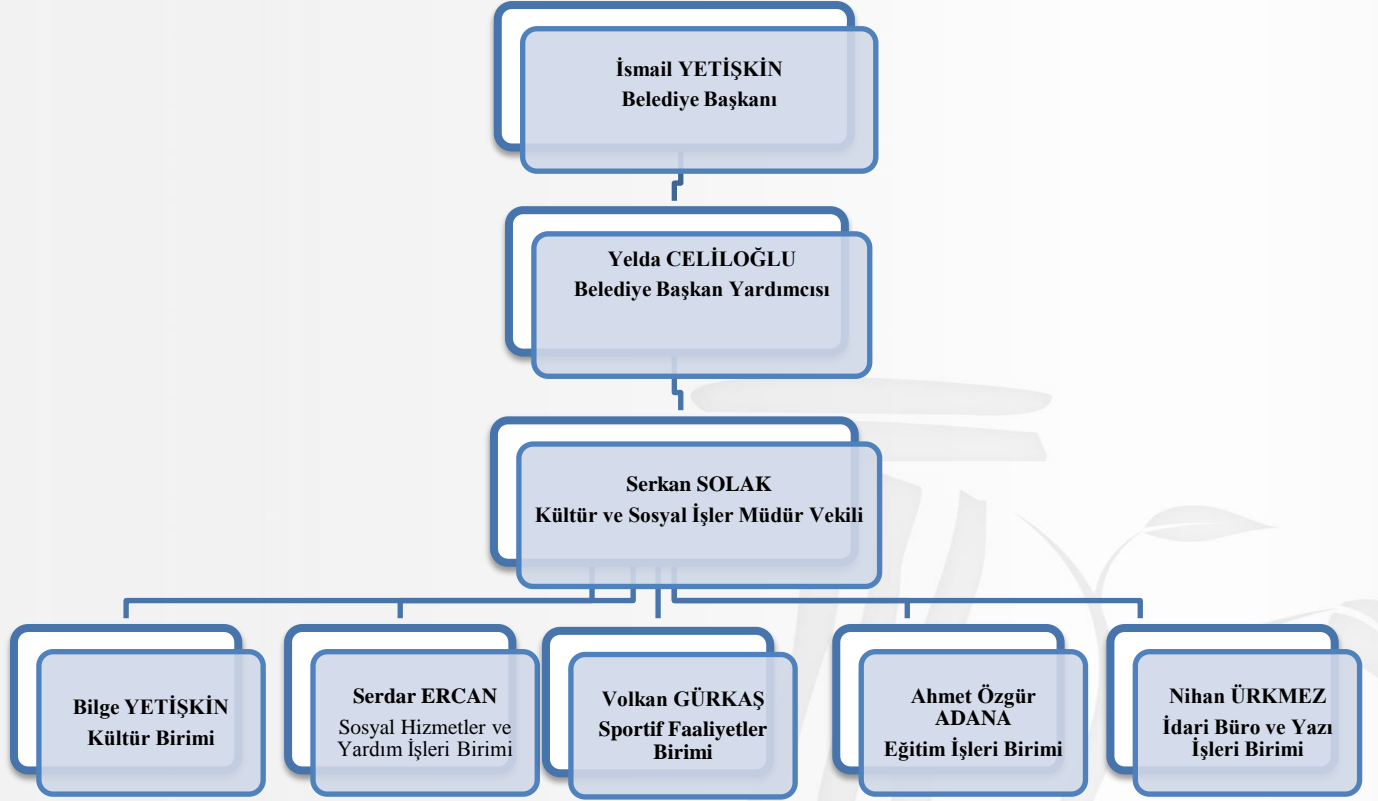 İsmail YETİŞKİN
Belediye Başkanı
Yelda CELİLOĞLU
Belediye Başkan Yardımcısı
Serkan SOLAK
Kültür ve Sosyal İşler Müdür Vekili
Bilge YETİŞKİN
Kültür Birimi
Serdar ERCAN
Sosyal Hizmetler ve
Yardım İşleri Birimi
Volkan GÜRKAŞ
Sportif Faaliyetler
Birimi
Ahmet Özgür
ADANA
Eğitim İşleri Birimi
Nihan ÜRKMEZ
İdari Büro ve Yazı
İşleri Birimi